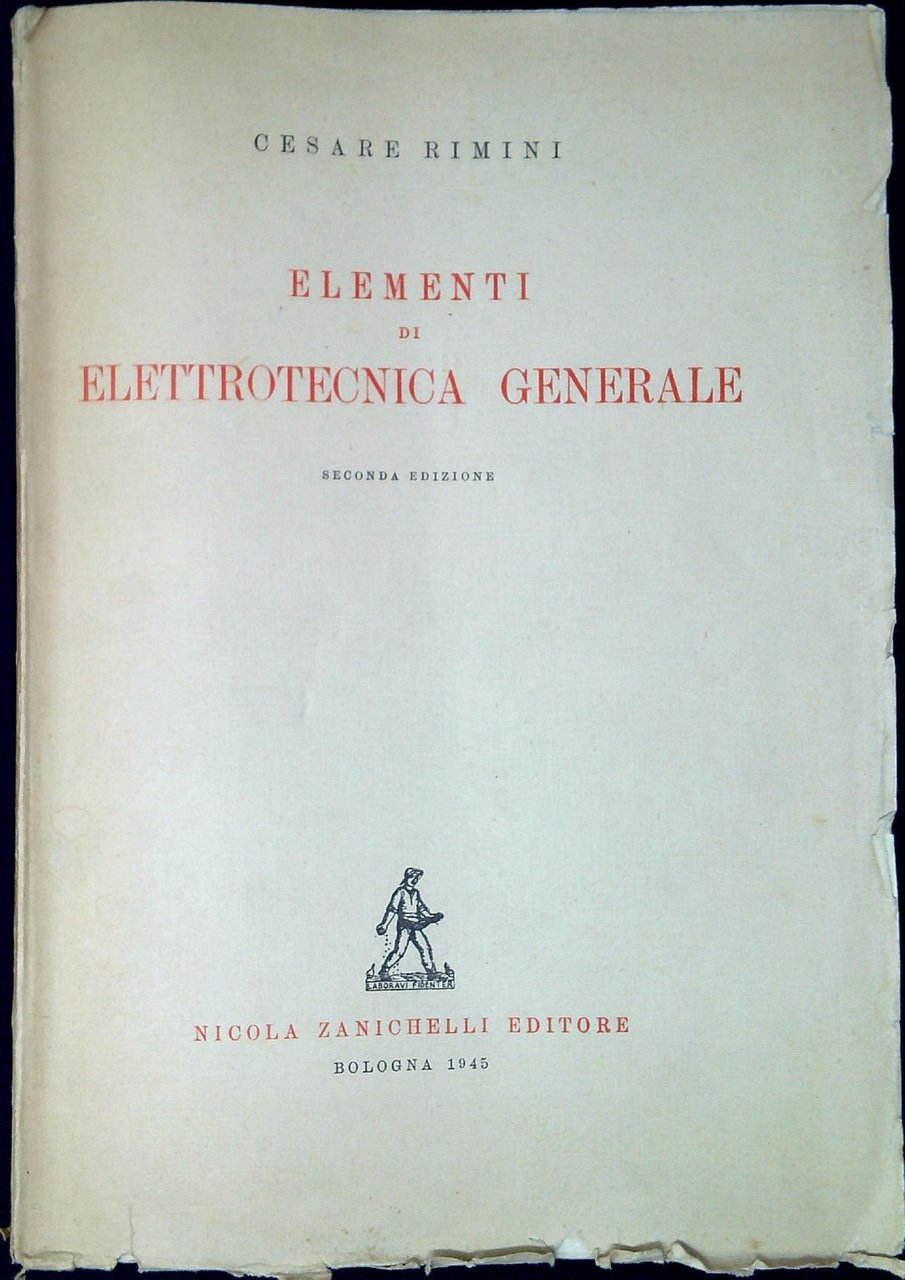 CESARE RIMINI
ELEMENTI
DI
ELETTROTECNICA GENERALE
SECONDA EDIZIONE
LABORAVI FIDENTER
NICOLA ZANICHELLI EDITORE
BOLOGNA 1945